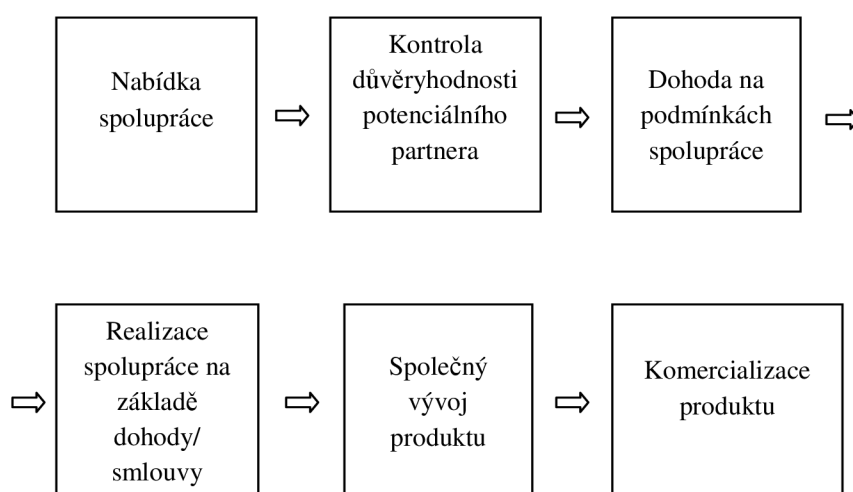 Nabídka
spolupráce
Kontrola
důvěryhodnosti
potenciálního
partnera
Dohoda na
podmínkách
spolupráce
Realizace
spolupráce na
základě
dohody/
smlouvy
Společný
vývoj
produktu
Komercializace
produktu